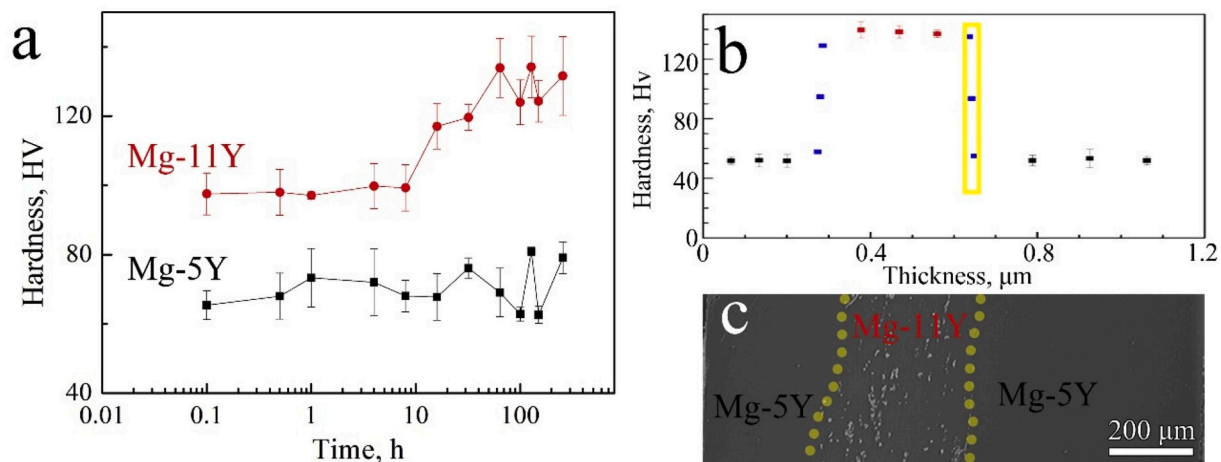 a
Hardness, HV
120
80
40
Mg-11Y
Mg-5Y
0.01 0.1 1 10 100
Time, h
b
Hardness, Hv
120
80
40
0
0 0.4 0.8 1.2
Thickness, μm
c
Mg-11Y
Mg-5Y
Mg-5Y
200 μm